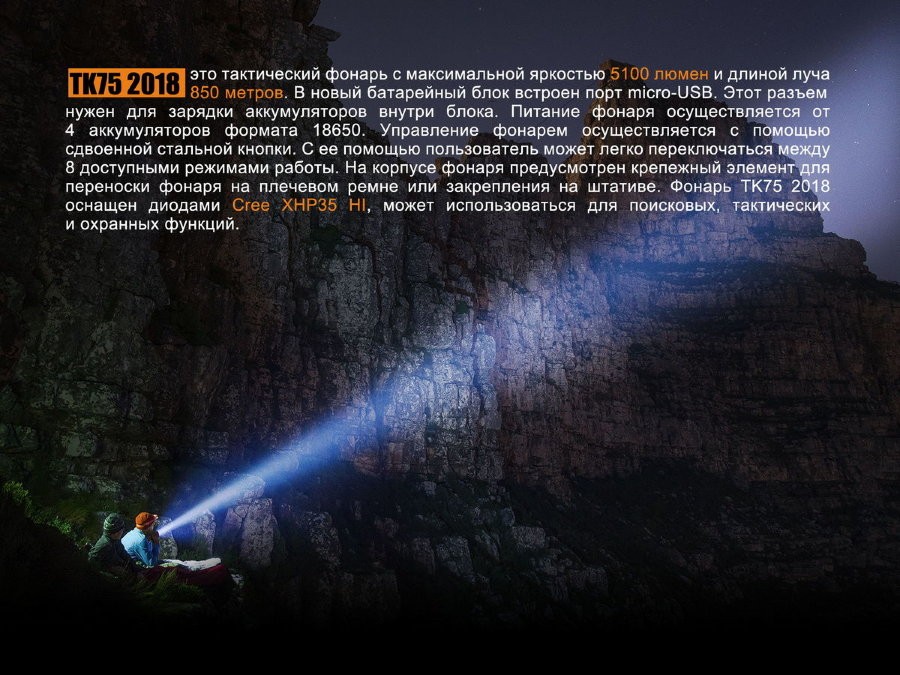 TK75 2018 это тактический фонарь с максимальной яркостью 5100 люмен и длиной луча
850 метров. В новый батарейный блок встроен порт micro-USB. Этот разъем
нужен для зарядки аккумуляторов внутри блока. Питание фонаря осуществляется от
4 аккумуляторов формата 18650. Управление фонарем осуществляется с помощью
сдвоенной стальной кнопки. С ее помощью пользователь может легко переключаться между
8 доступными режимами работы. На корпусе фонаря предусмотрен крепежный элемент для
переноски фонаря на плечевом ремне или закрепления на штативе. Фонарь TK75 2018
оснащен диодами Cree XHP35 HI, может использоваться для поисковых, тактических
и охранных функций.